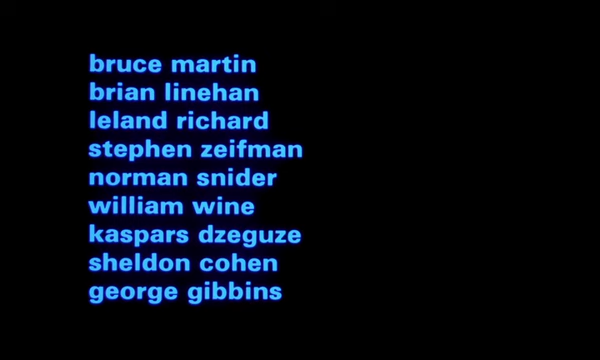 bruce martin
brian linehan
leland richard
stephen zeifman
norman snider
william wine
kaspars dzeguze
sheldon cohen
george gibbins